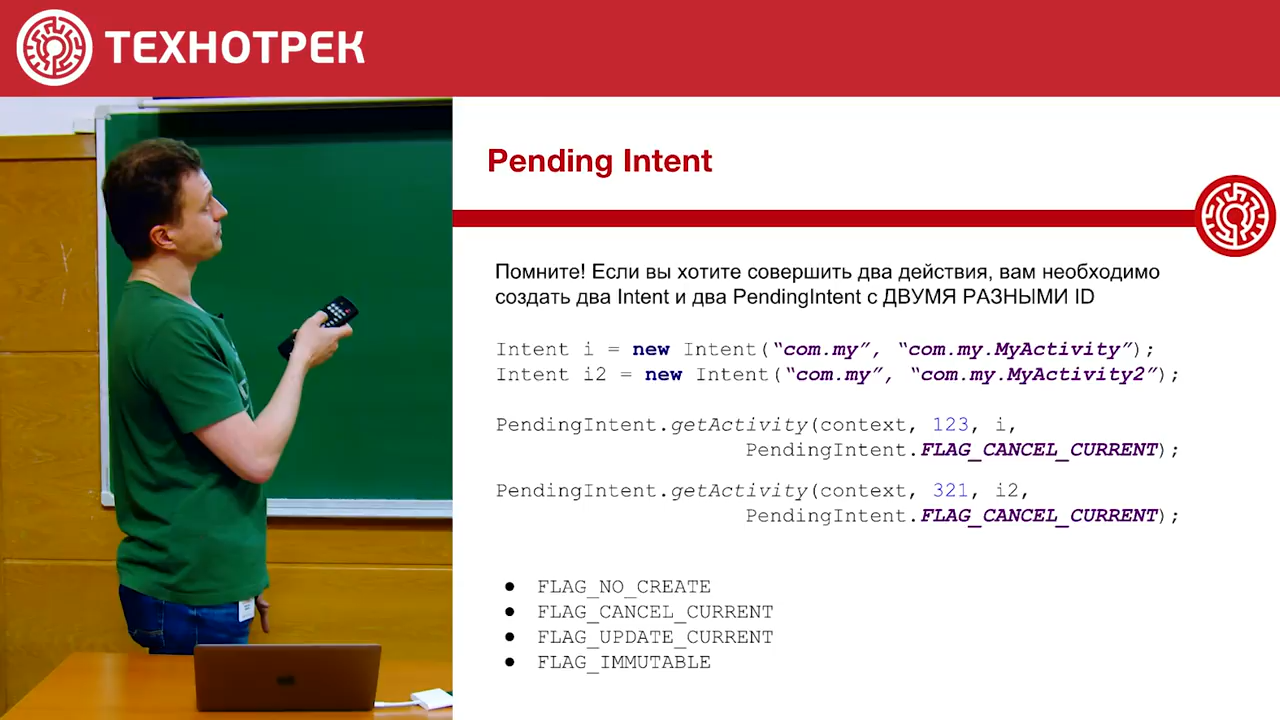 ТЕХНОТРЕК
Pending Intent
Помните! Если вы хотите совершить два действия, вам необходимо
создать два Intent и два PendingIntent с ДВУМЯ РАЗНЫМИ ID
Intent i = new Intent(“com.my”, “com.my.MyActivity”);
Intent i2 = new Intent(“com.my”, “com.my.MyActivity2”);
PendingIntent.getActivity(context, 123, i,
PendingIntent.FLAG_CANCEL_CURRENT);
PendingIntent.getActivity(context, 321, i2,
PendingIntent.FLAG_CANCEL_CURRENT);
● FLAG_NO_CREATE
● FLAG_CANCEL_CURRENT
● FLAG_UPDATE_CURRENT
● FLAG_IMMUTABLE